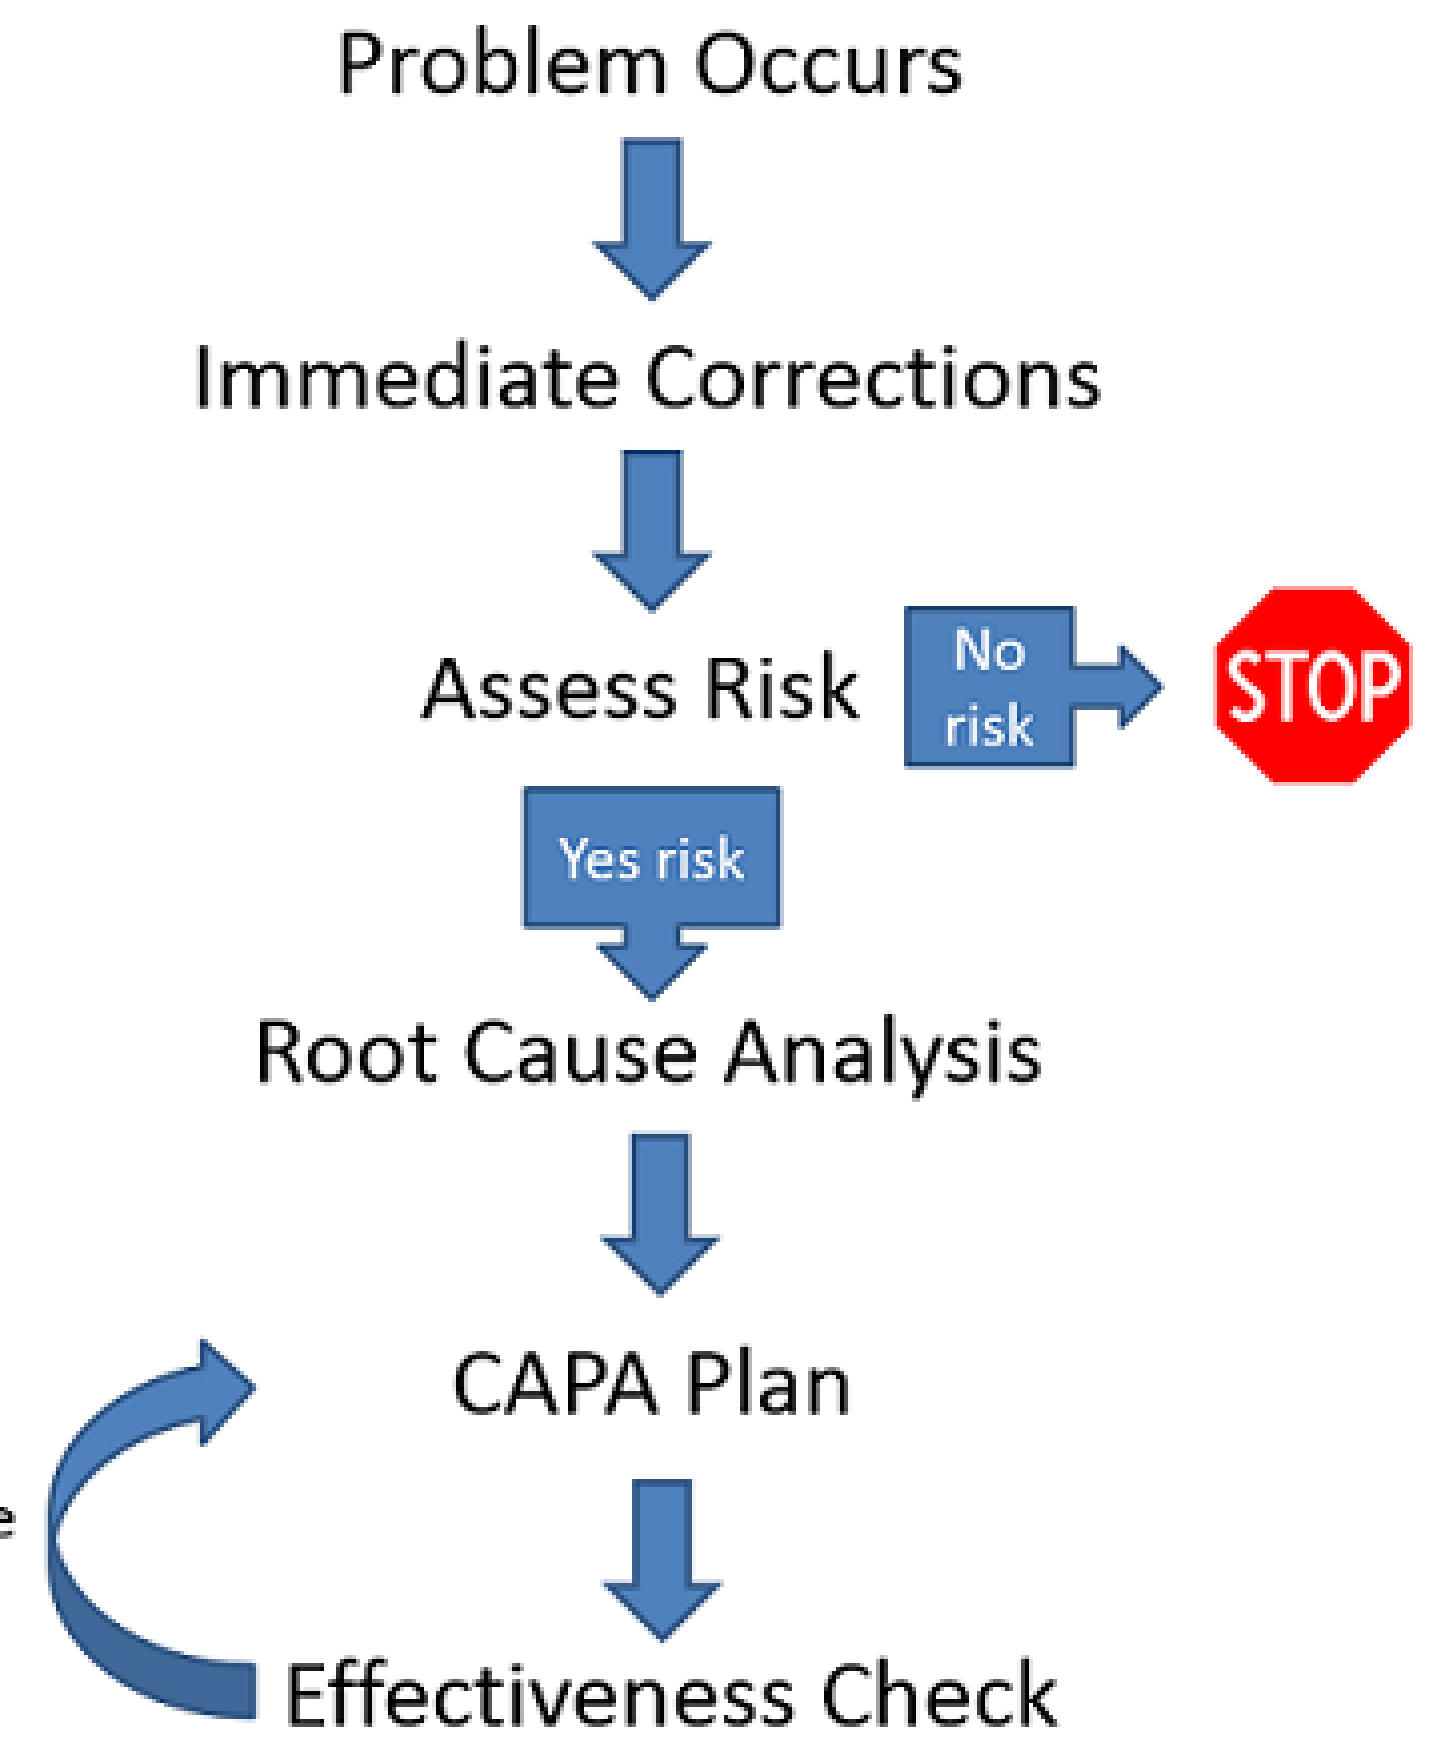 Problem Occurs
Immediate Corrections
Assess Risk
No
risk
STOP
Yes risk
Root Cause Analysis
CAPA Plan
Effectiveness Check